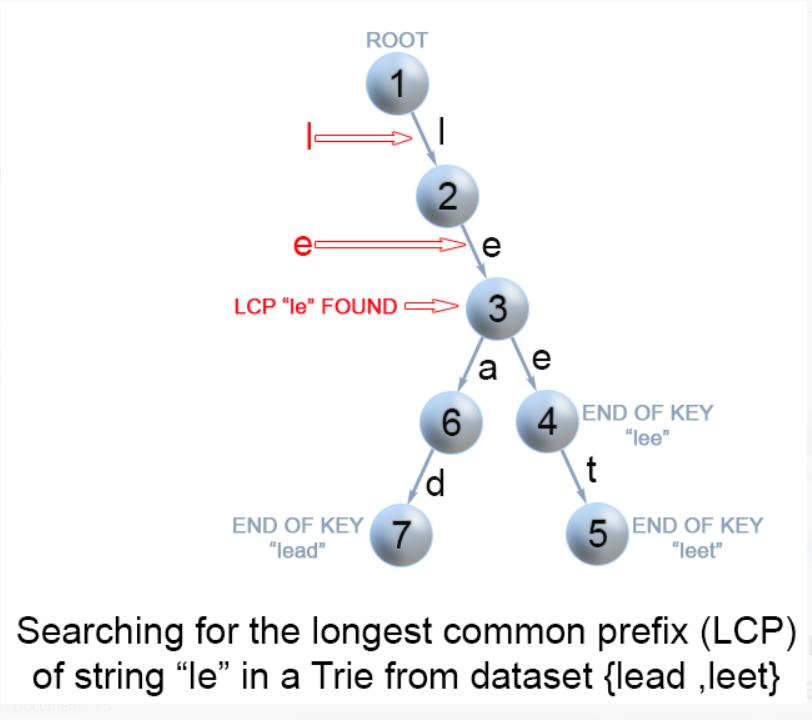 ROOT
1
l
l
2
e
e
LCP "le" FOUND
3
a
e
6
4
END OF KEY
"lee"
d
t
END OF KEY
"lead"
7
5
END OF KEY
"leet"
Searching for the longest common prefix (LCP)
of string "le" in a Trie from dataset {lead ,leet}